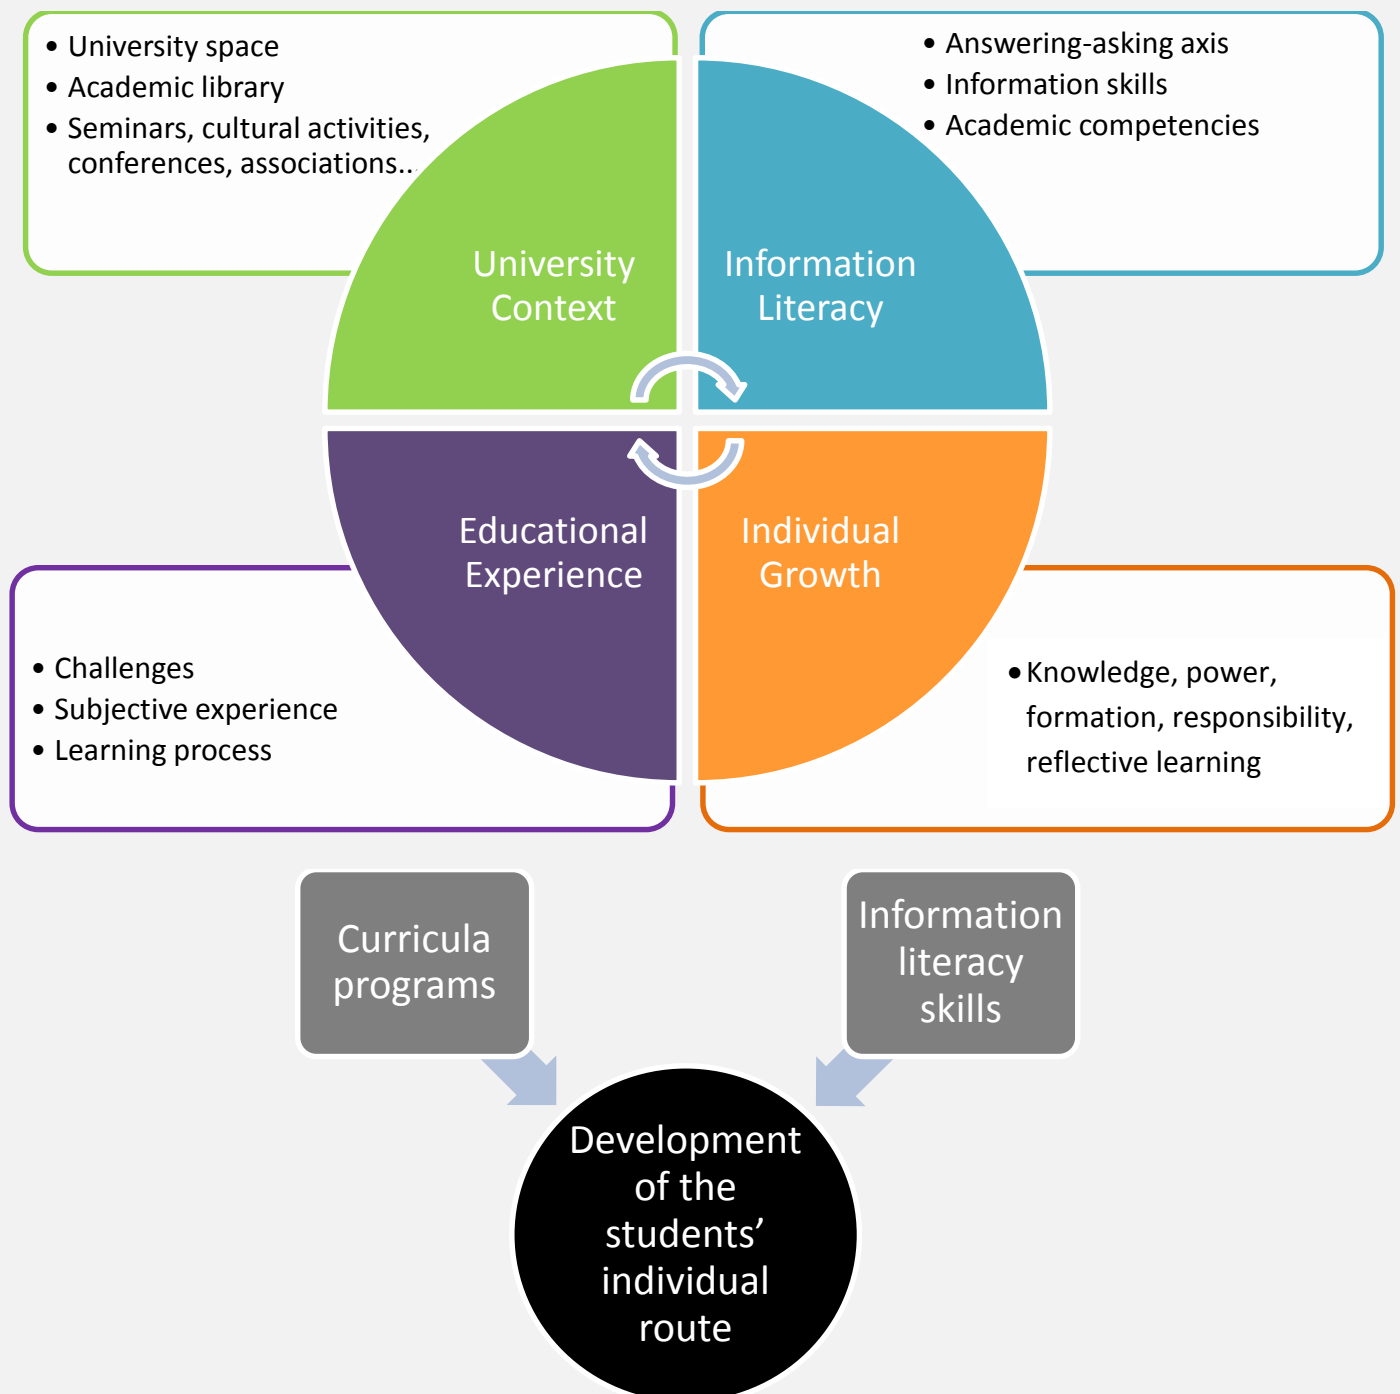 • University space
• Academic library
• Seminars, cultural activities,
conferences, associations...
• Answering-asking axis
• Information skills
• Academic competencies
University
Context
Information
Literacy
Educational
Experience
Individual
Growth
• Challenges
• Subjective experience
• Learning process
• Knowledge, power,
formation, responsibility,
reflective learning
Curricula
programs
Information
literacy
skills
Development
of the
students’
individual
route